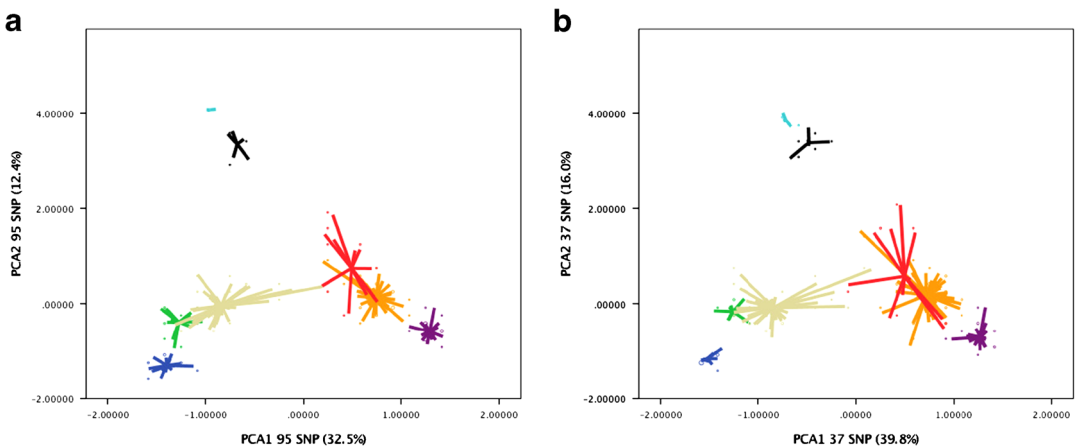 a
b
4.00000
2.00000
.00000
-2.00000
-2.00000 -1.00000 .00000 1.00000 2.00000
PCA2 95 SNP (12.4%)
PCA1 95 SNP (32.5%)
4.00000
2.00000
.00000
-2.00000
-2.00000 -1.00000 .00000 1.00000 2.00000
PCA2 37 SNP (16.0%)
PCA1 37 SNP (39.8%)